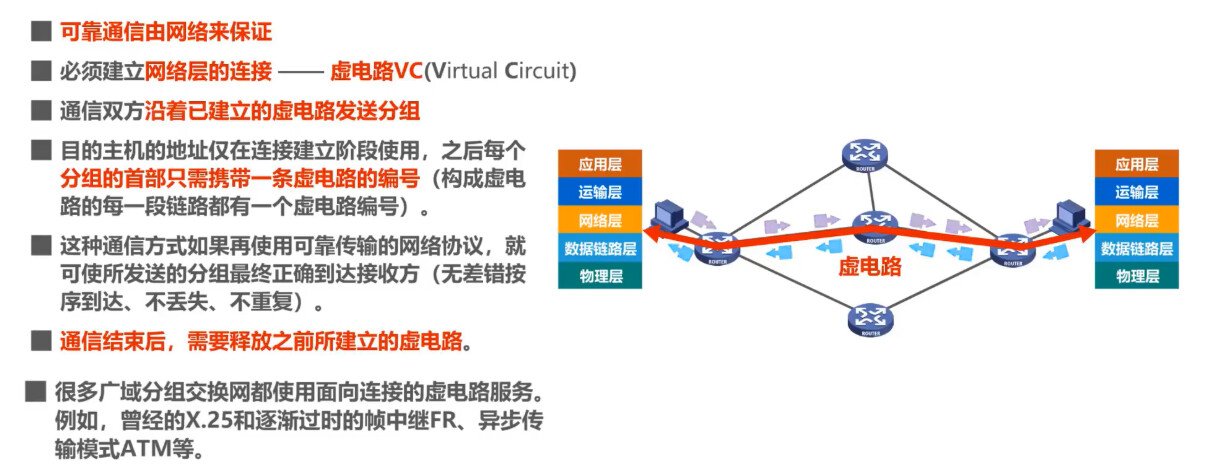 可靠通信由网络来保证
必须建立网络层的连接 —— 虚电路VC(Virtual Circuit)
通信双方沿着已建立的虚电路发送分组
目的主机的地址仅在连接建立阶段使用，之后每个
分组的首部只需携带一条虚电路的编号（构成虚电
路的每一段链路都有一个虚电路编号）。
这种通信方式如果再使用可靠传输的网络协议，就
可使所发送的分组最终正确到达接收方（无差错按
序到达、不丢失、不重复）。
通信结束后，需要释放之前所建立的虚电路。
很多广域分组交换网都使用面向连接的虚电路服务。
例如，曾经的X.25和逐渐过时的帧中继FR、异步传
输模式ATM等。
应用层
运输层
网络层
数据链路层
物理层
ROUTER
ROUTER
ROUTER
虚电路
ROUTER
ROUTER
应用层
运输层
网络层
数据链路层
物理层